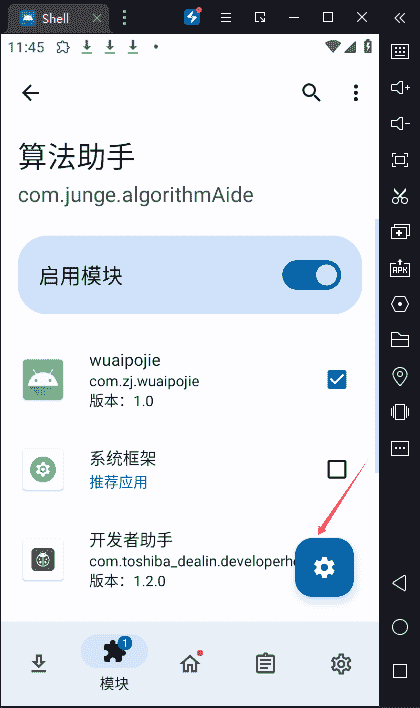 Shell
11:45
算法助手
com.junge.algorithmAide
启用模块
wuaipojie
com.zj.wuaipojie
版本：1.0
系统框架
推荐应用
开发者助手
com.toshiba_dealin.developerhe
版本：1.2.0
1
模块
APK